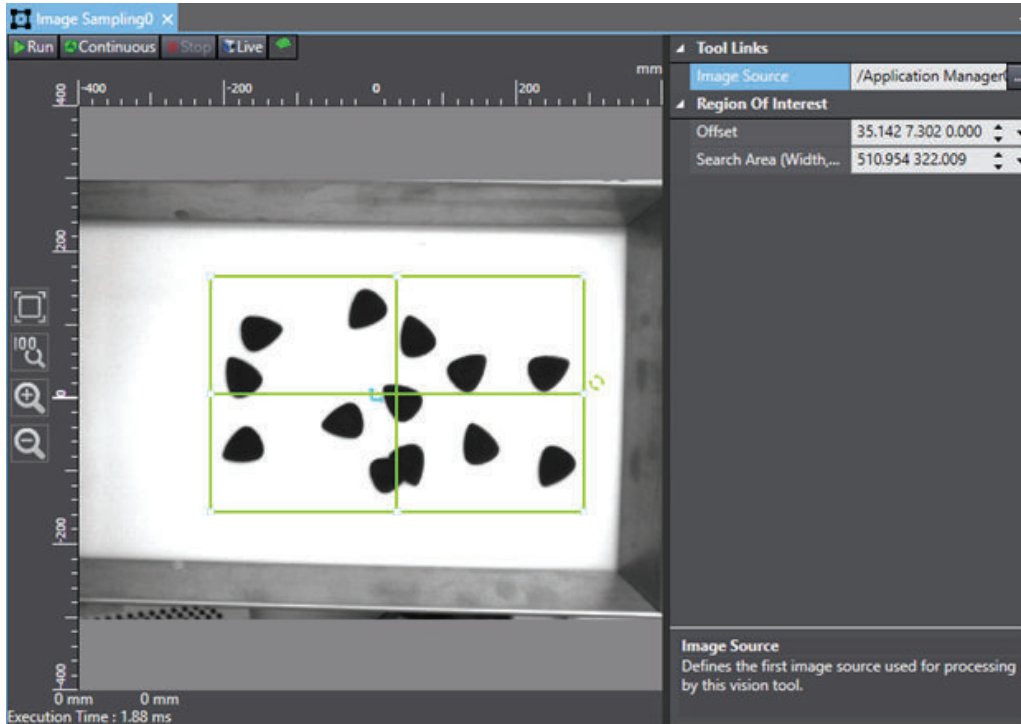 Image Sampling0
Run Continuous Stop Live
mm
-400 -200 0 200
400
200
0
-200
-400
100
0 mm 0 mm
Execution Time : 1.88 ms
Tool Links
Image Source /Application Manager ...
Region Of Interest
Offset 35.142 7.302 0.000
Search Area (Width,... 510.954 322.009
Image Source
Defines the first image source used for processing
by this vision tool.